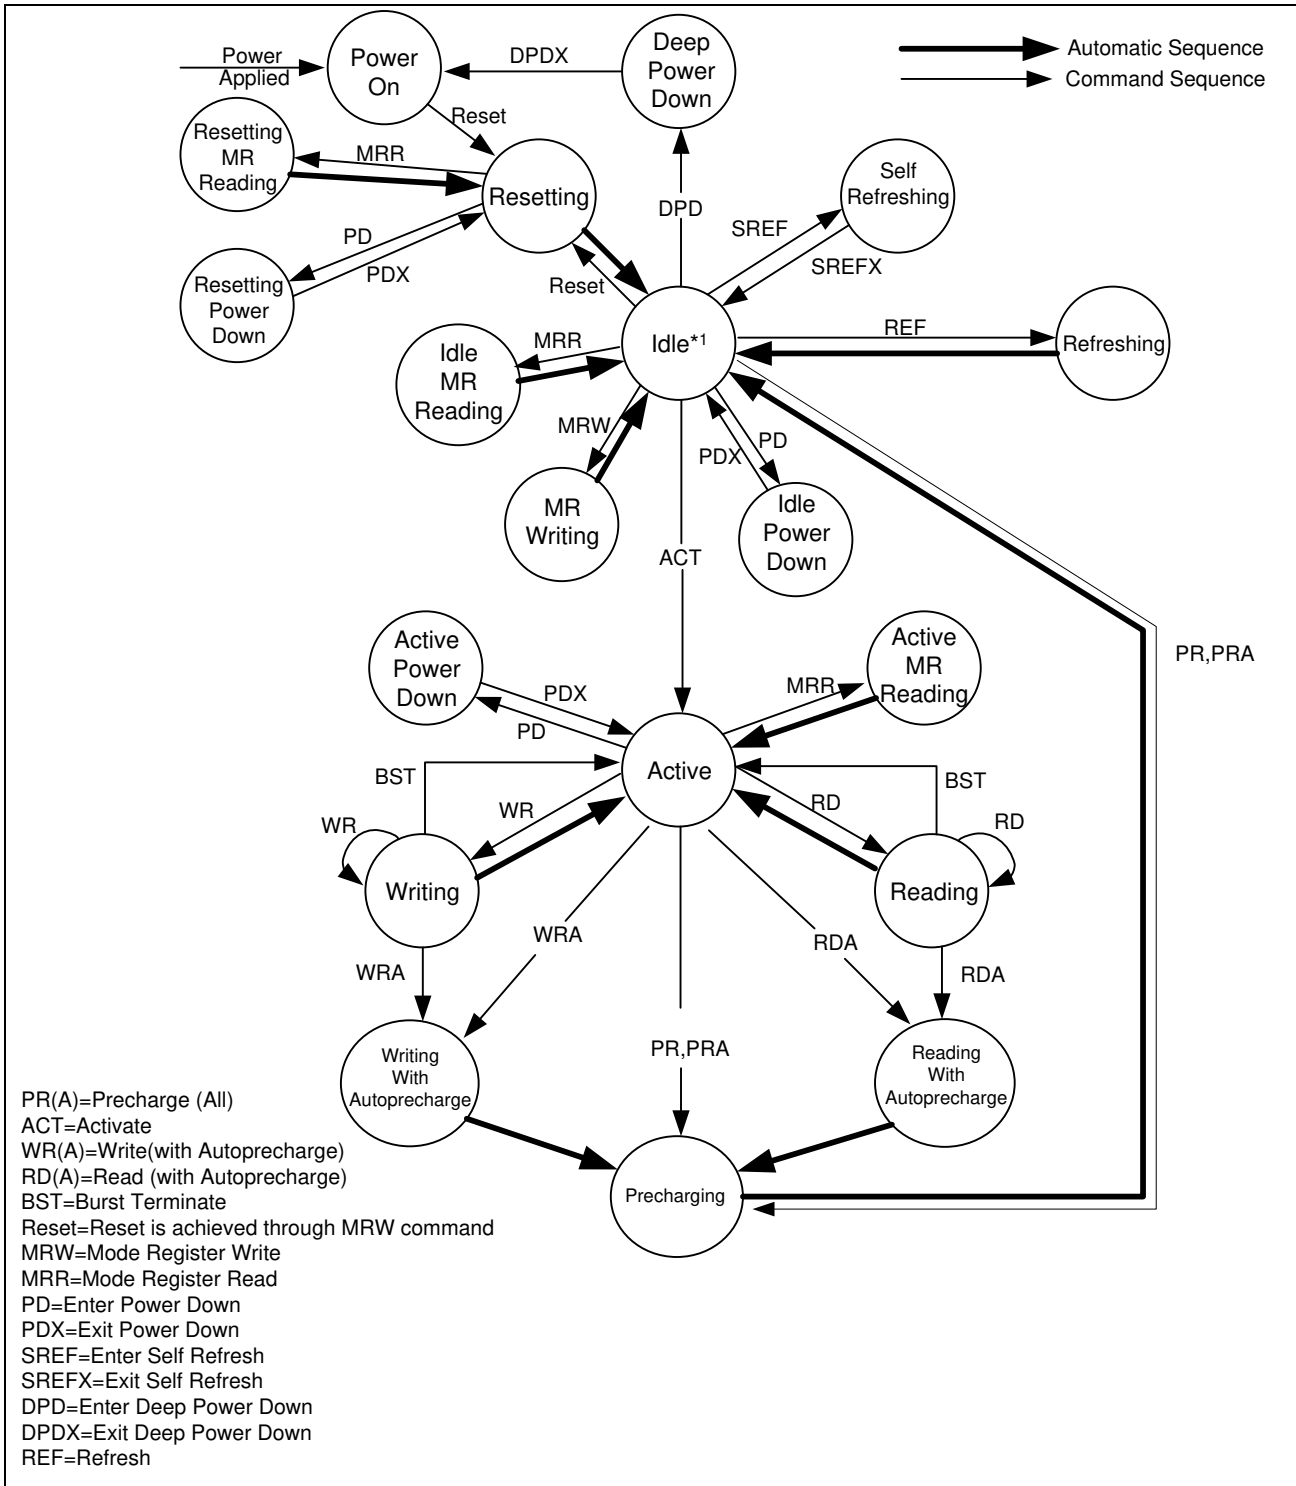 Power
Applied
Power
On
DPDX
Deep
Power
Down
Automatic Sequence
Command Sequence
Reset
Resetting
MR
Reading
MRR
Resetting
PD
PDX
Resetting
Power
Down
Reset
DPD
SREF
SREFX
Self
Refreshing
Idle*1
REF
Refreshing
MRR
Idle
MR
Reading
MRW
MR
Writing
PD
PDX
Idle
Power
Down
ACT
Active
Power
Down
PDX
PD
MRR
Active
MR
Reading
PR,PRA
Active
BST
WR
WR
Writing
RD
BST
RD
Reading
WRA
WRA
RDA
RDA
Writing
With
Autoprecharge
PR,PRA
Reading
With
Autoprecharge
Precharging
PR(A)=Precharge (All)
ACT=Activate
WR(A)=Write(with Autoprecharge)
RD(A)=Read (with Autoprecharge)
BST=Burst Terminate
Reset=Reset is achieved through MRW command
MRW=Mode Register Write
MRR=Mode Register Read
PD=Enter Power Down
PDX=Exit Power Down
SREF=Enter Self Refresh
SREFX=Exit Self Refresh
DPD=Enter Deep Power Down
DPDX=Exit Deep Power Down
REF=Refresh